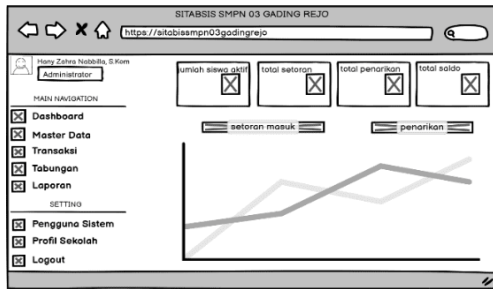 SITABSIS SMPN 03 GADING REJO
https://sitabissmpn03gadingrejo
Hany Zahra Nabbilla, S.Kom
Administrator
jumlah siswa aktif
total setoran
total penarikan
total saldo
MAIN NAVIGATION
Dashboard
Master Data
Transaksi
Tabungan
Laporan
setoran masuk
penarikan
SETTING
Pengguna Sistem
Profil Sekolah
Logout